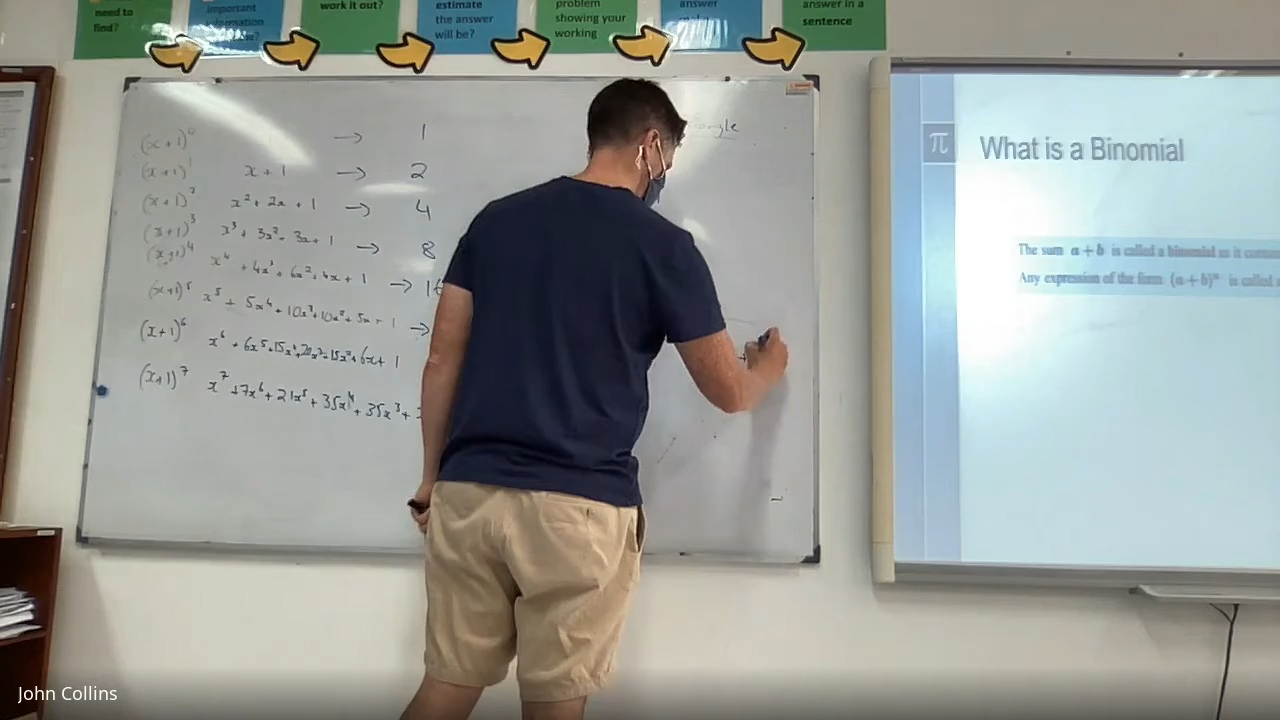 need to
find?
important
information
work it out?
estimate
the answer
will be?
problem
showing your
working
answer
answer in a
sentence
(x+1)⁰ → 1
(x+1)¹ x+1 → 2
(x+1)² x² + 2x + 1 → 4
(x+1)³ x³ + 3x² + 3x + 1 → 8
(x+1)⁴ x⁴ + 4x³ + 6x² + 4x + 1 → 16
(x+1)⁵ x⁵ + 5x⁴ + 10x³ + 10x² + 5x + 1 →
(x+1)⁶ x⁶ + 6x⁵ + 15x⁴ + 20x³ + 15x² + 6x + 1
(x+1)⁷ x⁷ + 7x⁶ + 21x⁵ + 35x⁴ + 35x³ +
π What is a Binomial
The sum a + b is called a binomial as it
Any expression of the form (a + b)ⁿ is called
John Collins